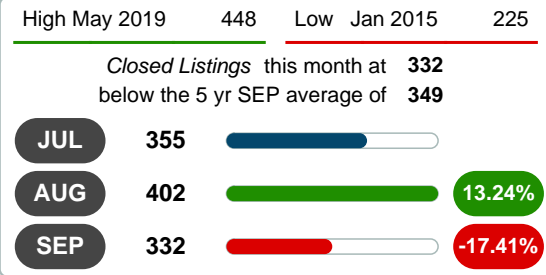 High May 2019 448 Low Jan 2015 225
Closed Listings this month at 332
below the 5 yr SEP average of 349
JUL 355
AUG 402 13.24%
SEP 332 -17.41%